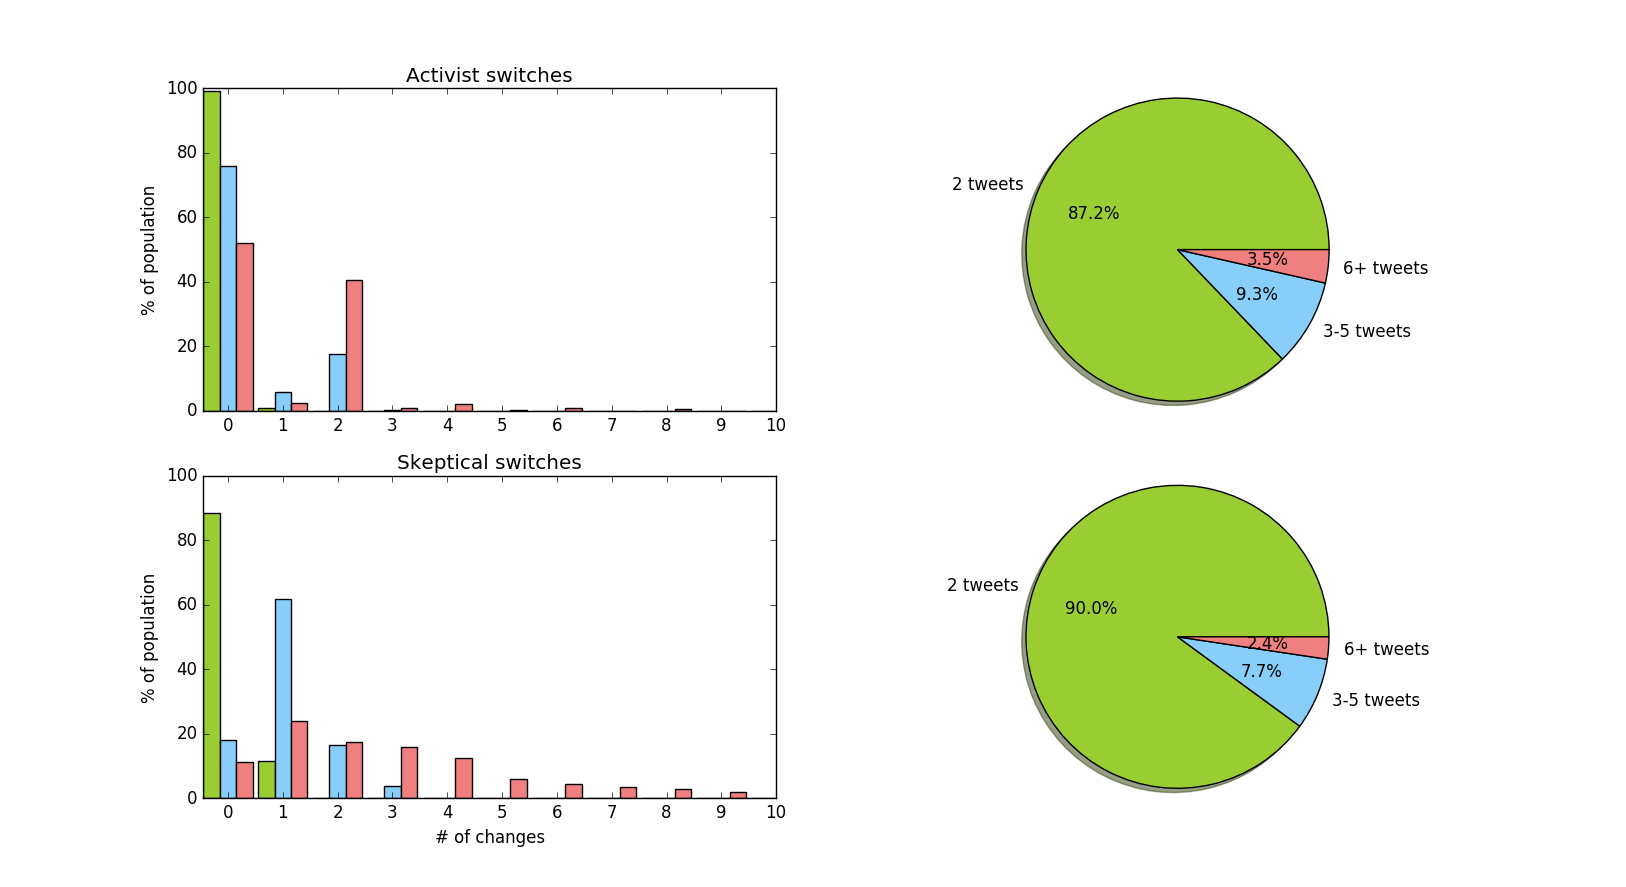 Activist switches
100
80
60
40
20
0
% of population
0 1 2 3 4 5 6 7 8 9 10
2 tweets
87.2%
3.5%
6+ tweets
9.3%
3-5 tweets
Skeptical switches
100
80
60
40
20
0
% of population
0 1 2 3 4 5 6 7 8 9 10
# of changes
2 tweets
90.0%
2.4%
6+ tweets
7.7%
3-5 tweets